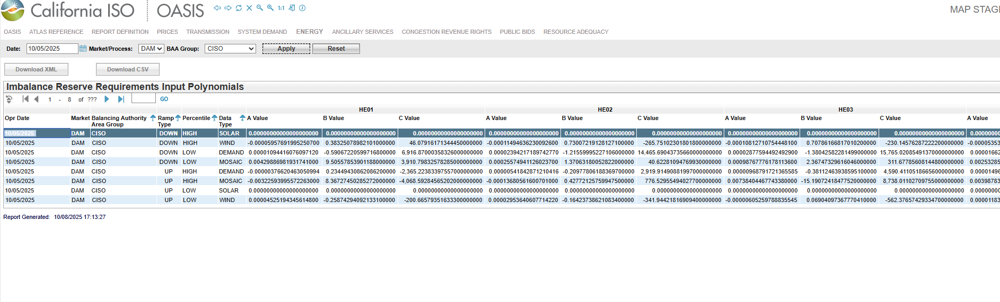 California ISO OASIS 1:1 MAP STAG
OASIS ATLAS REFERENCE REPORT DEFINITION PRICES TRANSMISSION SYSTEM DEMAND ENERGY ANCILLARY SERVICES CONGESTION REVENUE RIGHTS PUBLIC BIDS RESOURCE ADEQUACY
Date: 10/05/2025 Market/Process: DAM BAA Group: CISO Apply Reset
Download XML Download CSV
Imbalance Reserve Requirements Input Polynomials
1 - 8 of ??? GO
HE01 HE02 HE03
Opr Date Market Balancing Authority Area Group 1 Ramp Type 2 Percentile 3 Data Type 4 A Value B Value C Value A Value B Value C Value A Value B Value C Value A Value
10/05/2025 DAM CISO DOWN HIGH SOLAR 0.00000000000000000000 0.00000000000000000000 0.00000000000000000000 0.00000000000000000000 0.00000000000000000000 0.00000000000000000000 0.00000000000000000000 0.00000000000000000000 0.00000000000000000000 0.0000000
10/05/2025 DAM CISO DOWN HIGH WIND -0.00005957691995250700 0.38325078982101000000 46.07916171344450000000 -0.00011494636230092600 0.73007219128127100000 -265.75102301801800000000 -0.00010812710754448100 0.70786166817010200000 -230.14576287222200000000 -0.00005353
10/05/2025 DAM CISO DOWN LOW DEMAND 0.00001094416076097120 -0.59067220599716800000 6,916.87000358326000000000 0.00002394217189742770 -1.21559995227106000000 14,465.69043735660000000000 0.00002877594492492900 -1.38042582281499000000 15,765.02085491370000000000 0.00001662
10/05/2025 DAM CISO DOWN LOW MOSAIC 0.00429886981931741000 9.50557853901188000000 3,910.79832578285000000000 0.00255749411260237​00 1.37063180052822000000 40.62281094769930000000 0.00098767776178113600 2.36747329616046000000 311.67785608144800000000 0.00253285
10/05/2025 DAM CISO UP HIGH DEMAND -0.00000376620463050994 0.23449430862086200000 -2,365.22383397557000000000 0.00000541842871210416 -0.20977806188369700000 2,919.91490881997000000000 0.00000968791721365585 -0.38112463938595100000 4,590.41105186656000000000 0.00001496
10/05/2025 DAM CISO UP HIGH MOSAIC -0.00322593995572263000 8.36727450285272000000 -4,068.59284565202000000000 -0.00013680561600701000 0.42772125759947500000 776.52955494027700000000 0.00738404467743380000 -15.19072418477520000000 8,738.01102709755000000000 0.00398783
10/05/2025 DAM CISO UP LOW SOLAR 0.00000000000000000000 0.00000000000000000000 0.00000000000000000000 0.00000000000000000000 0.00000000000000000000 0.00000000000000000000 0.00000000000000000000 0.00000000000000000000 0.00000000000000000000 0.0000000
10/05/2025 DAM CISO UP LOW WIND 0.00004525194345614800 -0.25874294092133100000 -200.66579351633300000000 0.00002953640607714220 -0.16423738621083400000 -341.94421816909400000000 -0.00000605259788835545 0.06904097367770410000 -562.37657429334700000000 0.00001183
Report Generated: 10/08/2025 17:13:27